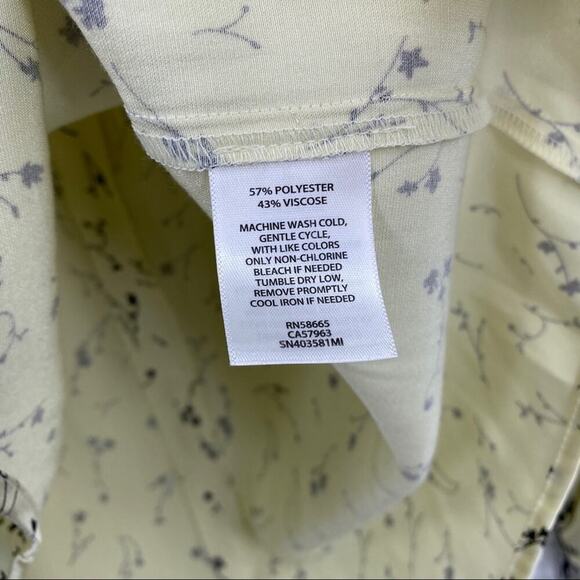 57% POLYESTER
43% VISCOSE
MACHINE WASH COLD,
GENTLE CYCLE,
WITH LIKE COLORS
ONLY NON-CHLORINE
BLEACH IF NEEDED
TUMBLE DRY LOW,
REMOVE PROMPTLY
COOL IRON IF NEEDED
RN58665
CA57963
SN403581MI